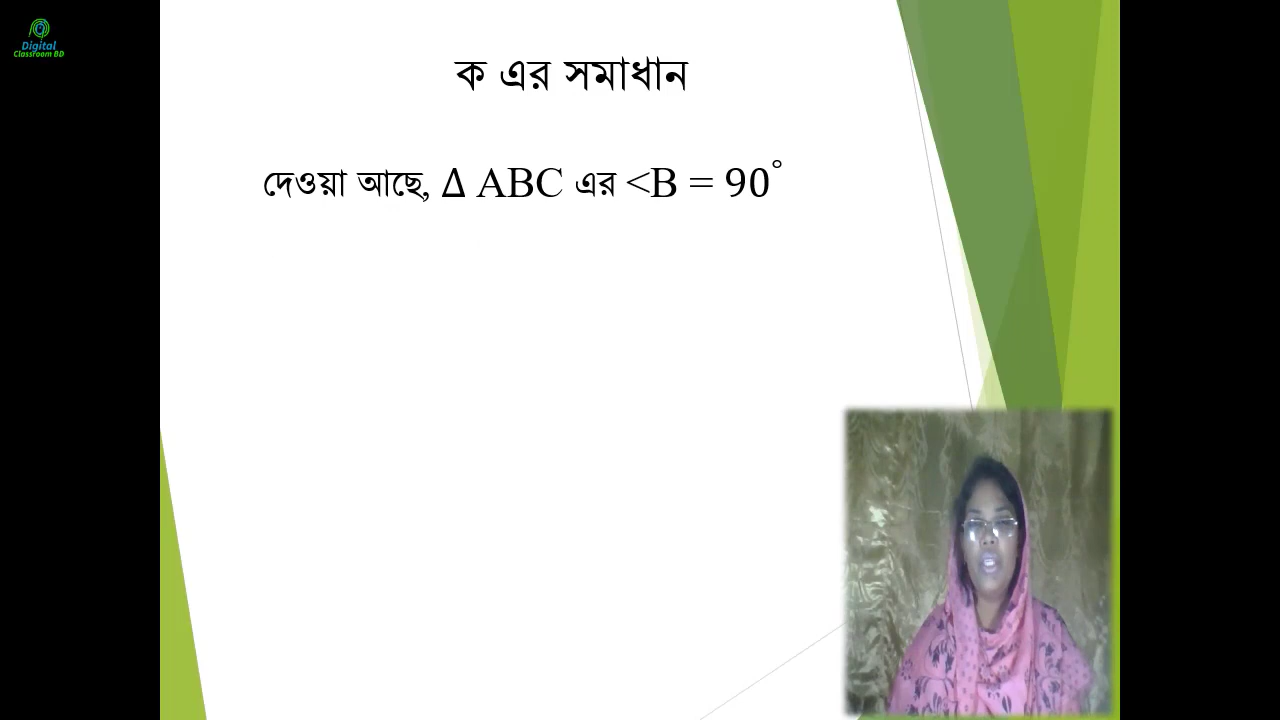 Digital
Classroom BD
ক এর সমাধান
দেওয়া আছে, Δ ABC এর <B = 90°